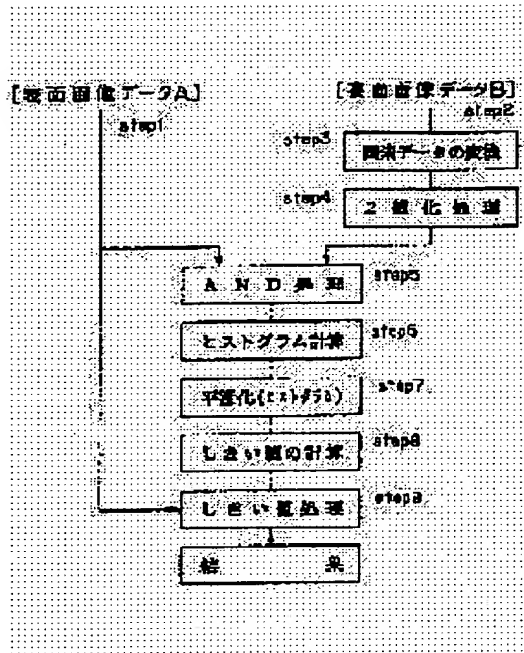 [表面画像データA]
[裏面画像データB]
step1
step2
step3
画素データの変換
step4
2値化処理
AND処理
step5
ヒストグラム計算
step6
平滑化(ヒストグラム)
step7
しきい値の計算
step8
しきい値処理
step9
結果